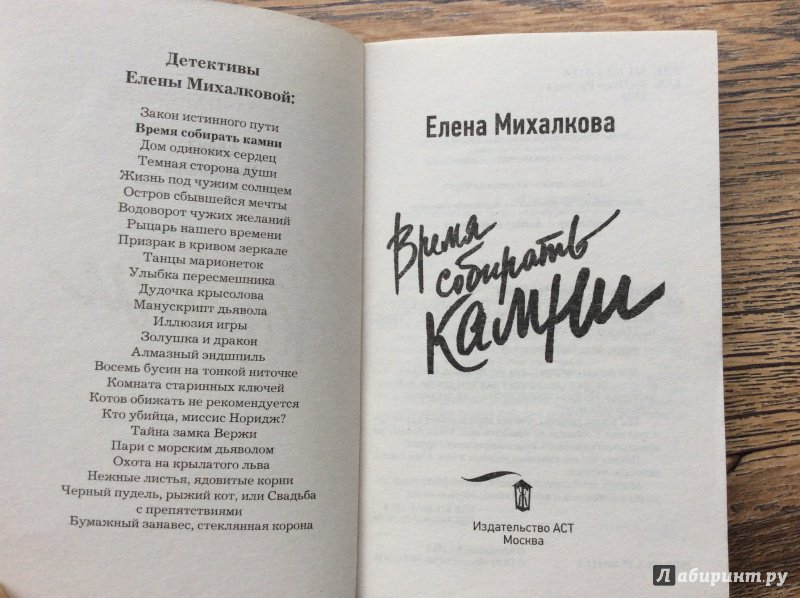 Детективы
Елены Михалковой:
Закон истинного пути
Время собирать камни
Дом одиноких сердец
Темная сторона души
Жизнь под чужим солнцем
Остров сбывшейся мечты
Водоворот чужих желаний
Рыцарь нашего времени
Призрак в кривом зеркале
Танцы марионеток
Улыбка пересмешника
Дудочка крысолова
Манускрипт дьявола
Иллюзия игры
Золушка и дракон
Алмазный эндшпиль
Восемь бусин на тонкой ниточке
Комната старинных ключей
Котов обижать не рекомендуется
Кто убийца, миссис Норидж?
Тайна замка Вержи
Пари с морским дьяволом
Охота на крылатого льва
Нежные листья, ядовитые корни
Черный пудель, рыжий кот, или Свадьба
с препятствиями
Бумажный занавес, стеклянная корона
Елена Михалкова
Время
собирать
камни
Ж
Издательство АСТ
Москва
Лабиринт.ру